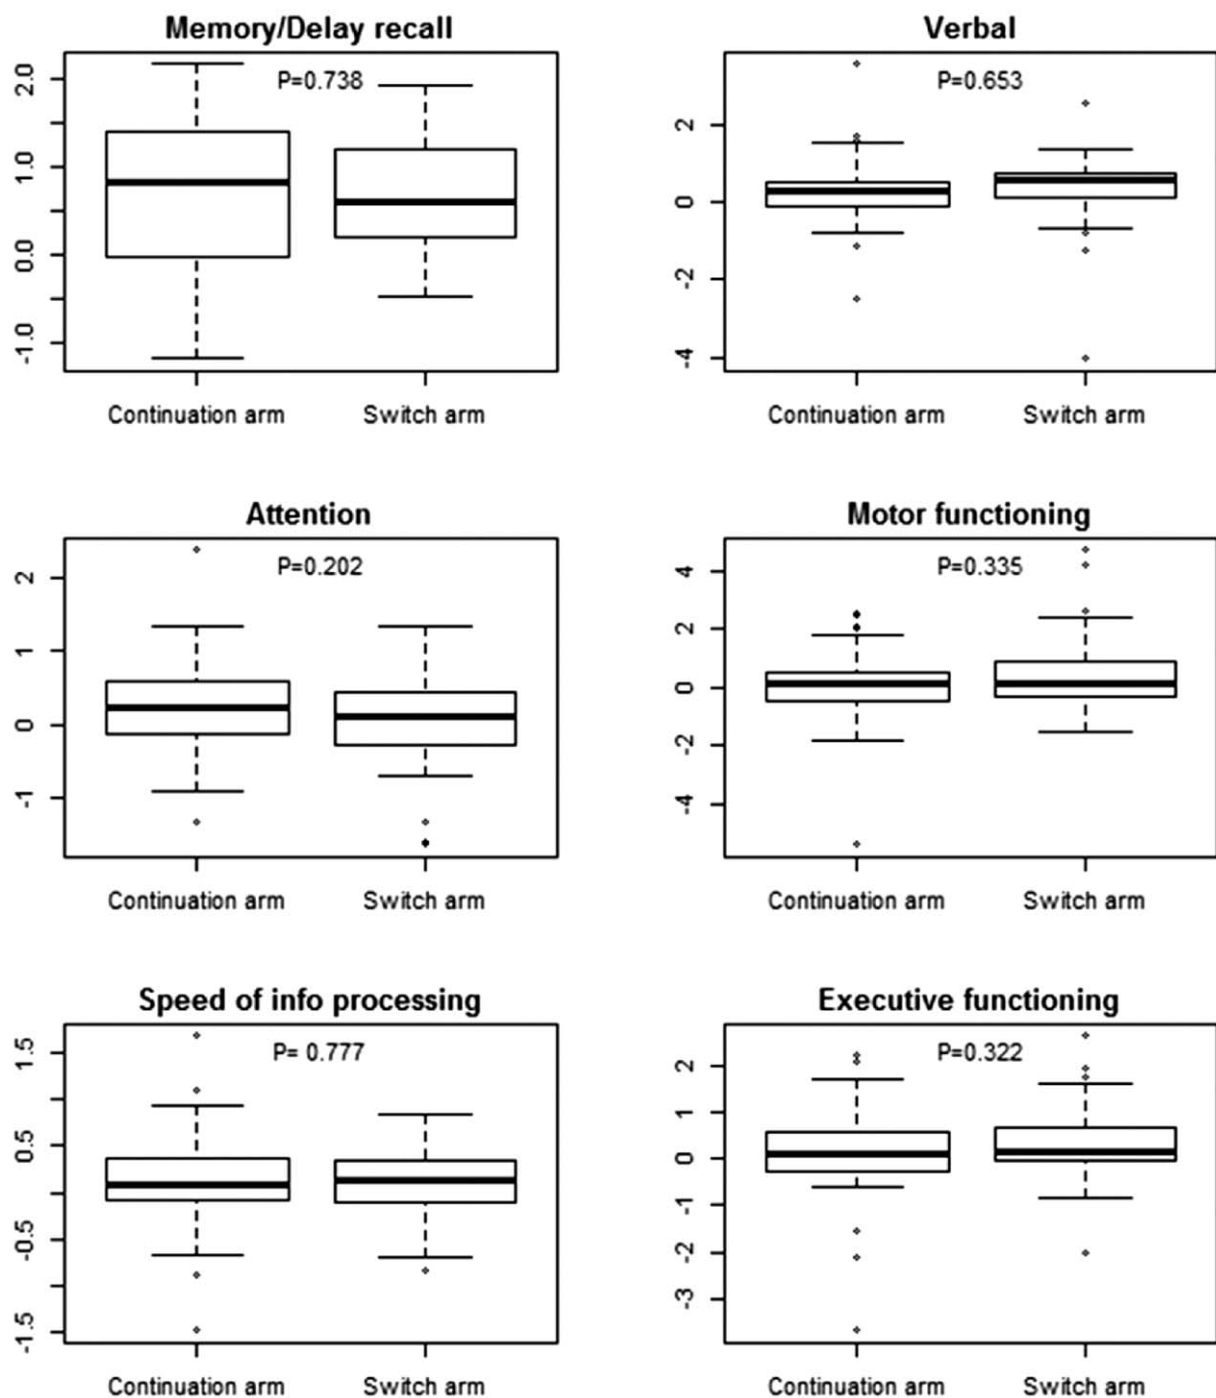 Memory/Delay recall
P=0.738
2.0
1.0
0.0
-1.0
Continuation arm Switch arm
Verbal
P=0.653
2
0
-2
-4
Continuation arm Switch arm
Attention
P=0.202
2
1
0
-1
Continuation arm Switch arm
Motor functioning
P=0.335
4
2
0
-2
-4
Continuation arm Switch arm
Speed of info processing
P= 0.777
1.5
0.5
-0.5
-1.5
Continuation arm Switch arm
Executive functioning
P=0.322
2
1
0
-1
-2
-3
Continuation arm Switch arm